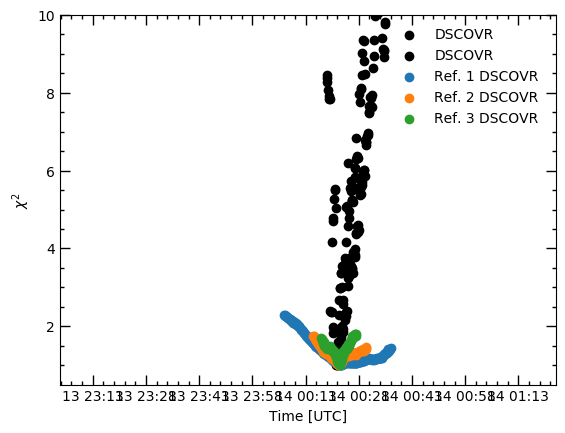 10
8
6
4
2
χ²
DSCOVR
DSCOVR
Ref. 1 DSCOVR
Ref. 2 DSCOVR
Ref. 3 DSCOVR
13 23:13 13 23:28 13 23:43 13 23:58 14 00:13 14 00:28 14 00:43 14 00:58 14 01:13
Time [UTC]